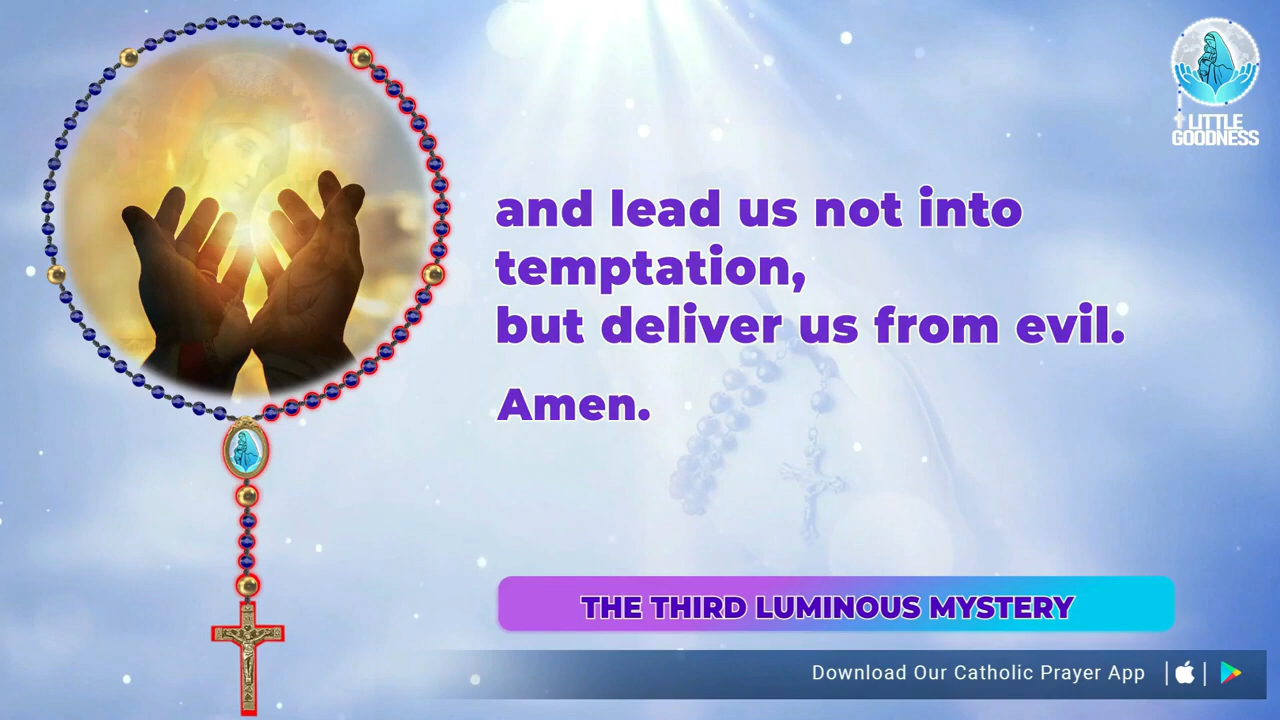 LITTLE
GOODNESS
and lead us not into
temptation,
but deliver us from evil.
Amen.
THE THIRD LUMINOUS MYSTERY
Download Our Catholic Prayer App